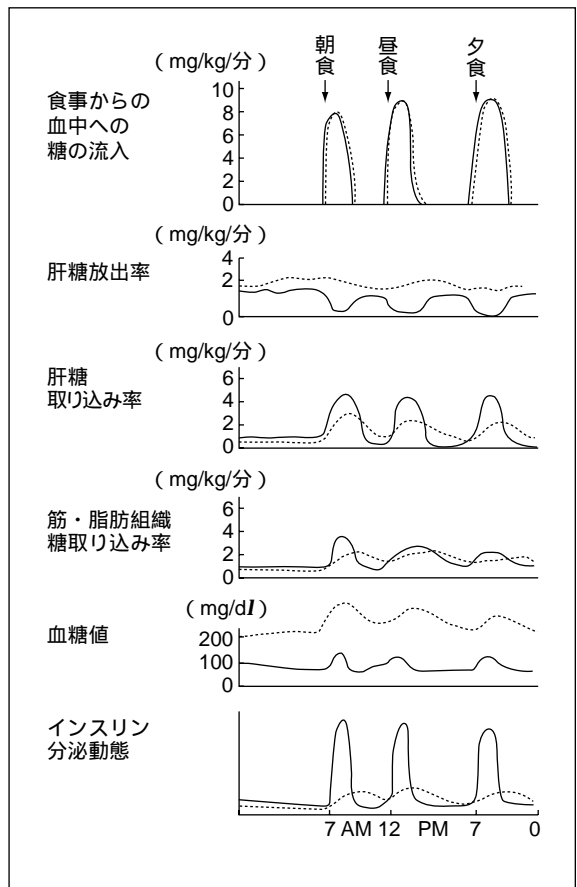 朝食
昼食
夕食
（mg/kg/分）
食事からの
血中への
糖の流入
10
8
6
4
2
0
（mg/kg/分）
肝糖放出率
4
2
0
（mg/kg/分）
肝糖
取り込み率
6
4
2
0
（mg/kg/分）
筋・脂肪組織
糖取り込み率
6
4
2
0
（mg/dl）
血糖値
200
100
0
インスリン
分泌動態
7 AM 12 PM 7 0